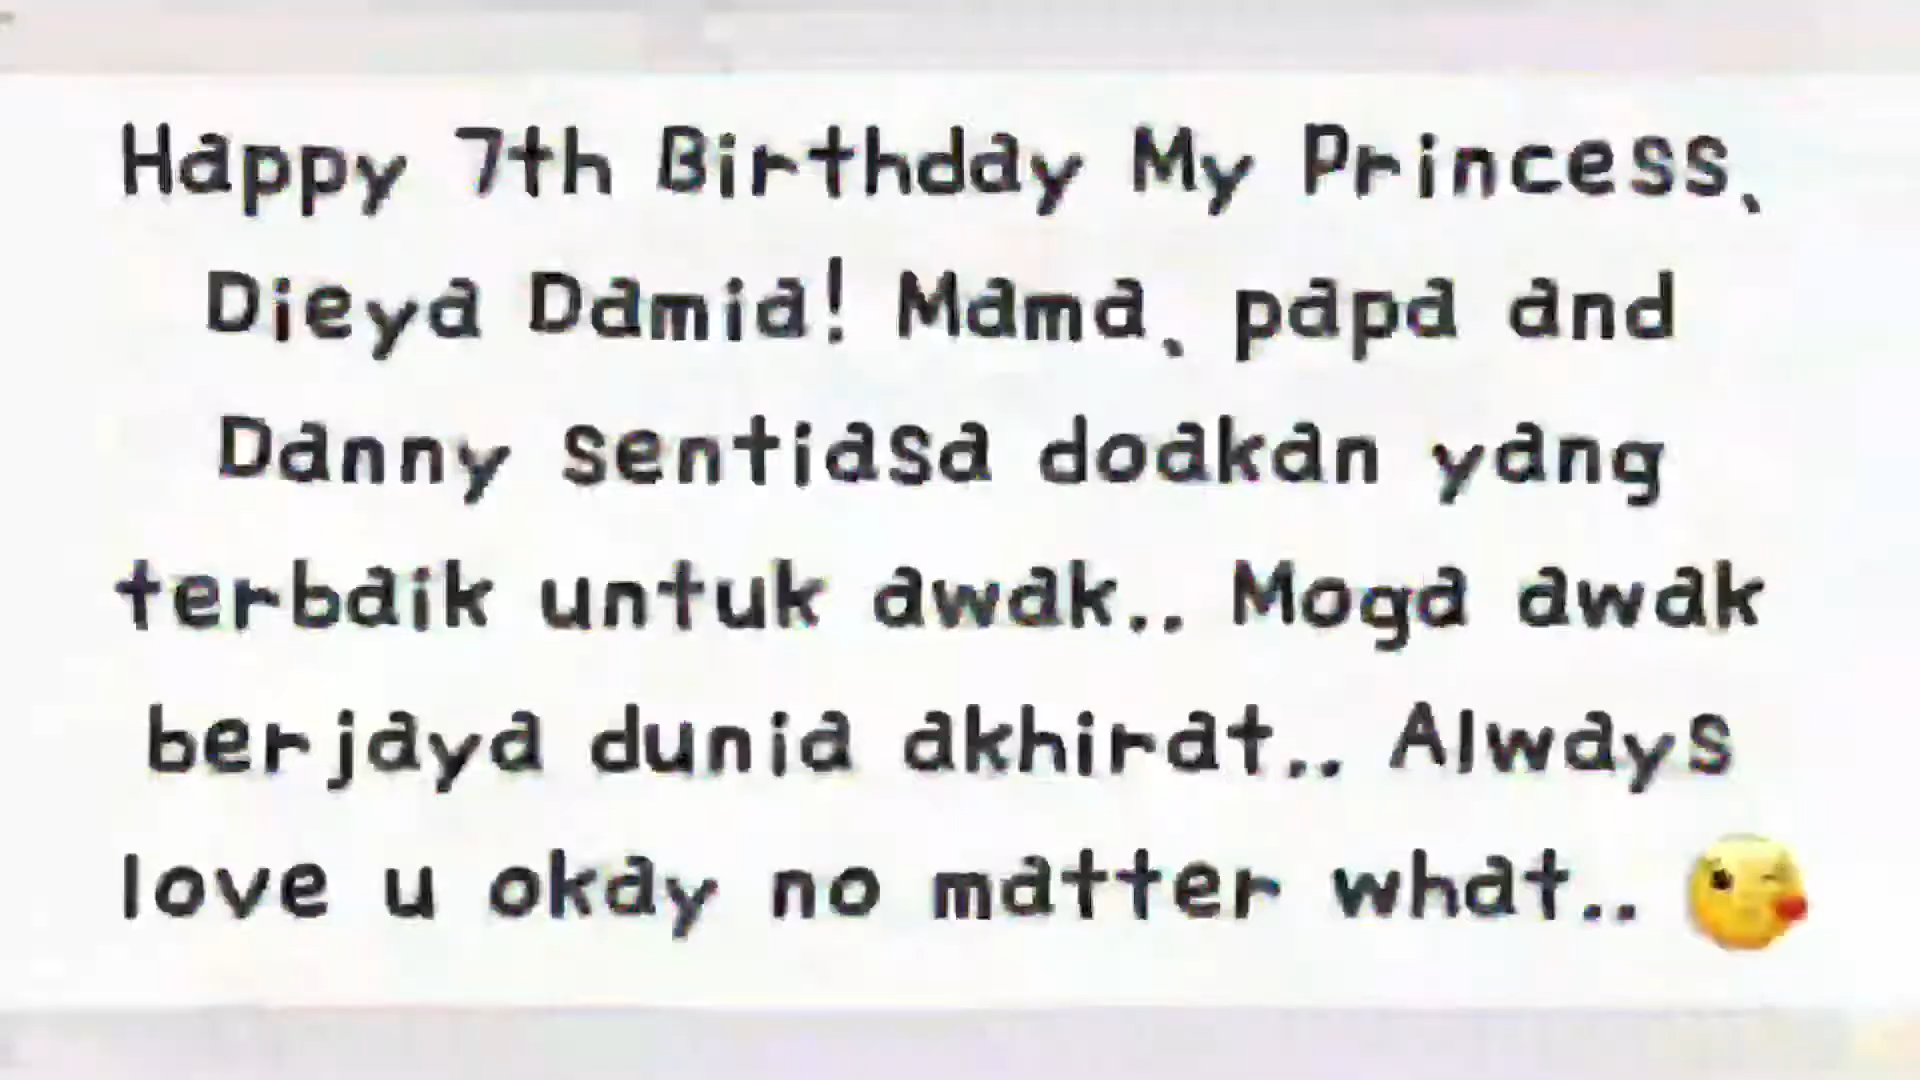 Happy 7th Birthday My Princess,
Dieya Damia! Mama, papa and
Danny sentiasa doakan yang
terbaik untuk awak.. Moga awak
berjaya dunia akhirat.. Always
love u okay no matter what.. 😘